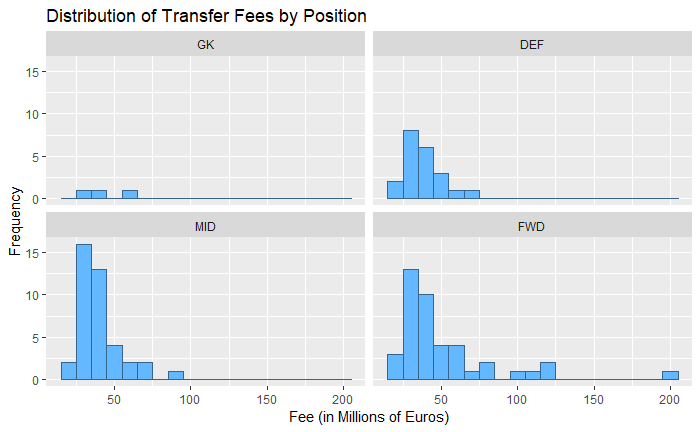 Distribution of Transfer Fees by Position
GK
DEF
15
10
5
0
MID
FWD
15
10
5
0
Frequency
50
100
150
200
50
100
150
200
Fee (in Millions of Euros)